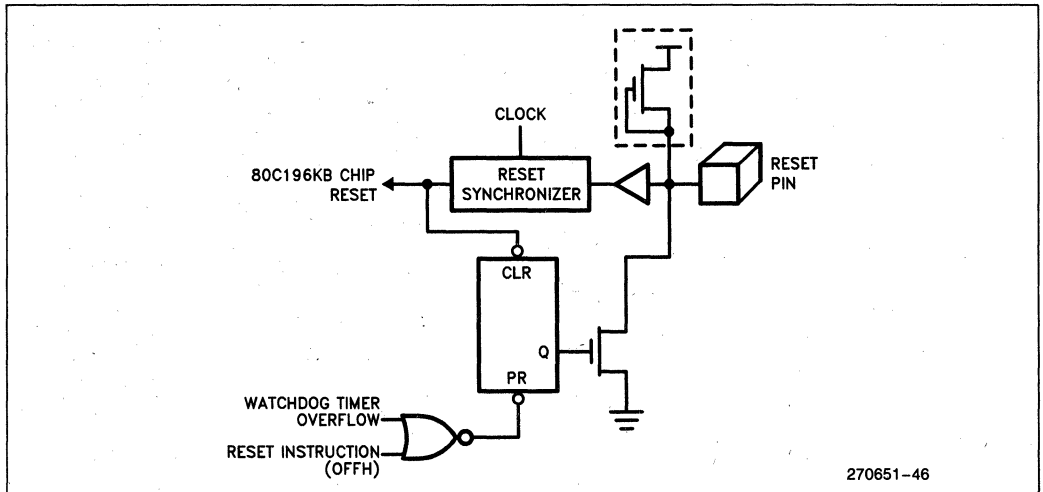 CLOCK
80C196KB CHIP
RESET
RESET
SYNCHRONIZER
RESET
PIN
CLR
Q
PR
WATCHDOG TIMER
OVERFLOW
RESET INSTRUCTION
(OFFH)
270651-46